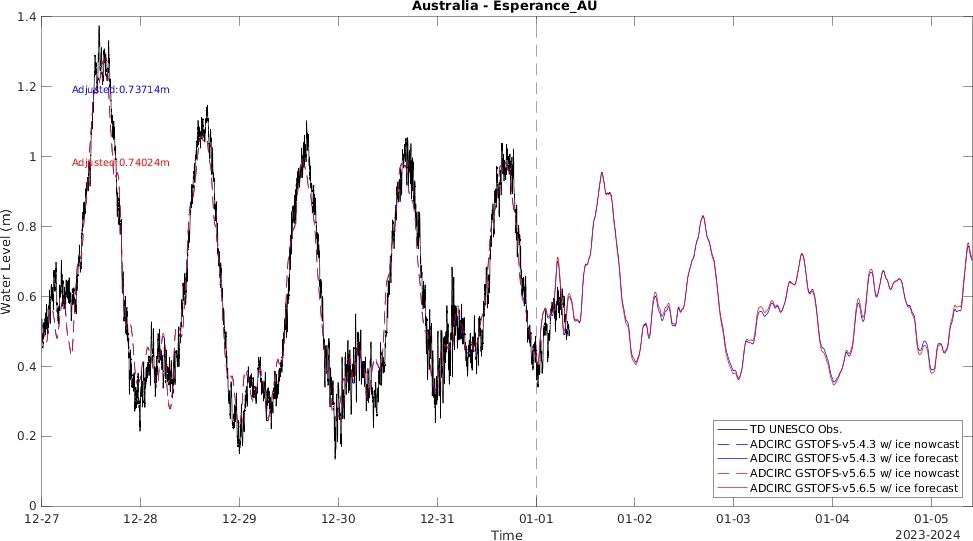 Australia - Esperance_AU
1.4
1.2
1
0.8
0.6
0.4
0.2
0
Water Level (m)
Adjusted:0.73714m
Adjusted:0.74024m
TD UNESCO Obs.
ADCIRC GSTOFS-v5.4.3 w/ ice nowcast
ADCIRC GSTOFS-v5.4.3 w/ ice forecast
ADCIRC GSTOFS-v5.6.5 w/ ice nowcast
ADCIRC GSTOFS-v5.6.5 w/ ice forecast
12-27 12-28 12-29 12-30 12-31 01-01 01-02 01-03 01-04 01-05
Time
2023-2024